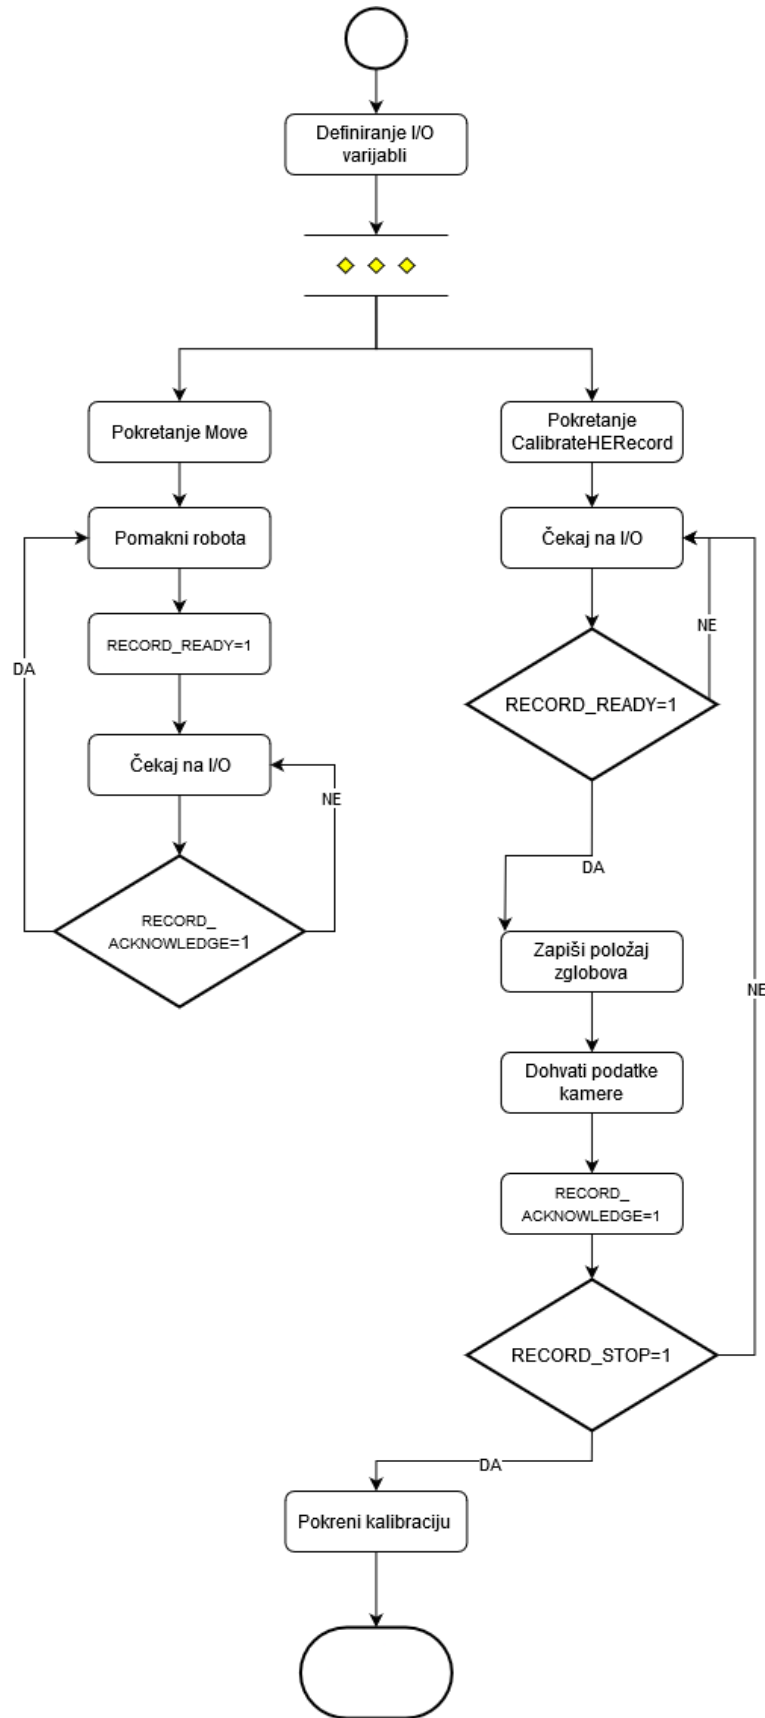 Definiranje I/O
varijabli
Pokretanje Move
Pomakni robota
RECORD_READY=1
Čekaj na I/O
RECORD_
ACKNOWLEDGE=1
DA
NE
Pokretanje
CalibrateHERecord
Čekaj na I/O
NE
RECORD_READY=1
DA
Zapiši položaj
zglobova
Dohvati podatke
kamere
RECORD_
ACKNOWLEDGE=1
RECORD_STOP=1
NE
DA
Pokreni kalibraciju